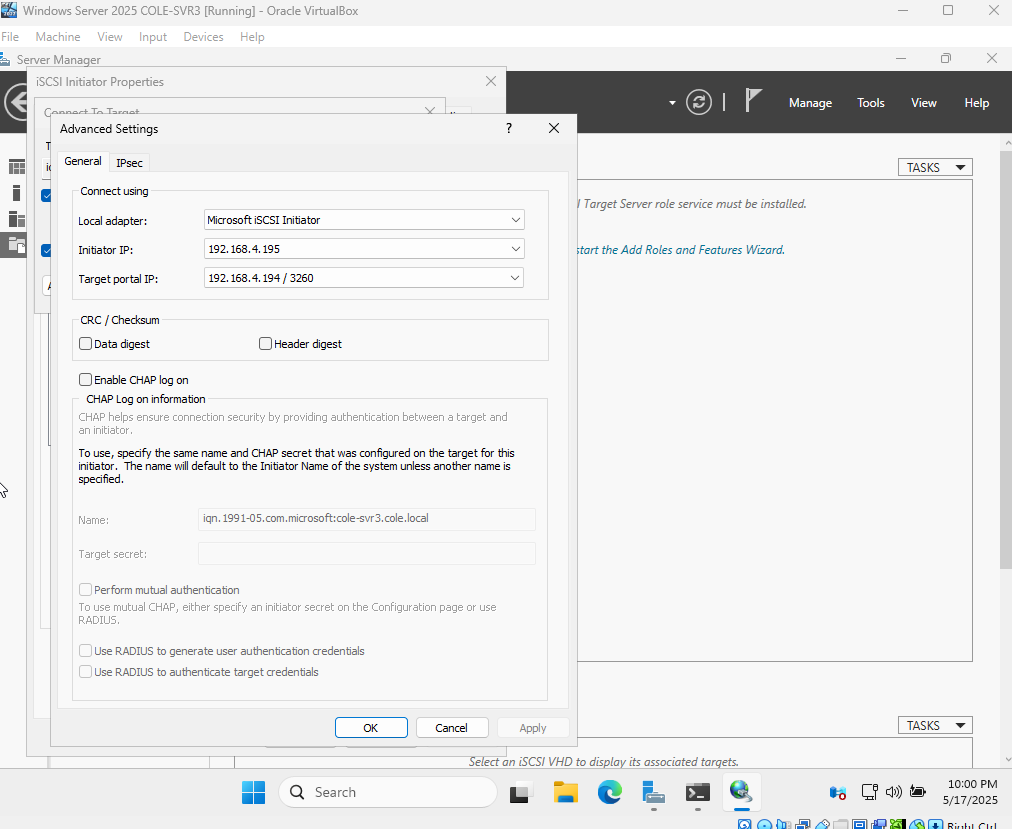 Windows Server 2025 COLE-SVR3 [Running] - Oracle VirtualBox
File Machine View Input Devices Help
Server Manager
iSCSI Initiator Properties
Connect To Target
Advanced Settings
?
Manage Tools View Help
General IPsec
TASKS
Connect using
l Target Server role service must be installed.
Local adapter: Microsoft iSCSI Initiator
Initiator IP: 192.168.4.195
start the Add Roles and Features Wizard.
Target portal IP: 192.168.4.194 / 3260
CRC / Checksum
Data digest Header digest
Enable CHAP log on
CHAP Log on information
CHAP helps ensure connection security by providing authentication between a target and
an initiator.
To use, specify the same name and CHAP secret that was configured on the target for this
initiator. The name will default to the Initiator Name of the system unless another name is
specified.
Name: iqn.1991-05.com.microsoft:cole-svr3.cole.local
Target secret:
Perform mutual authentication
To use mutual CHAP, either specify an initiator secret on the Configuration page or use
RADIUS.
Use RADIUS to generate user authentication credentials
Use RADIUS to authenticate target credentials
OK Cancel Apply
TASKS
Select an iSCSI VHD to display its associated targets.
Search
10:00 PM
5/17/2025
Right Ctrl